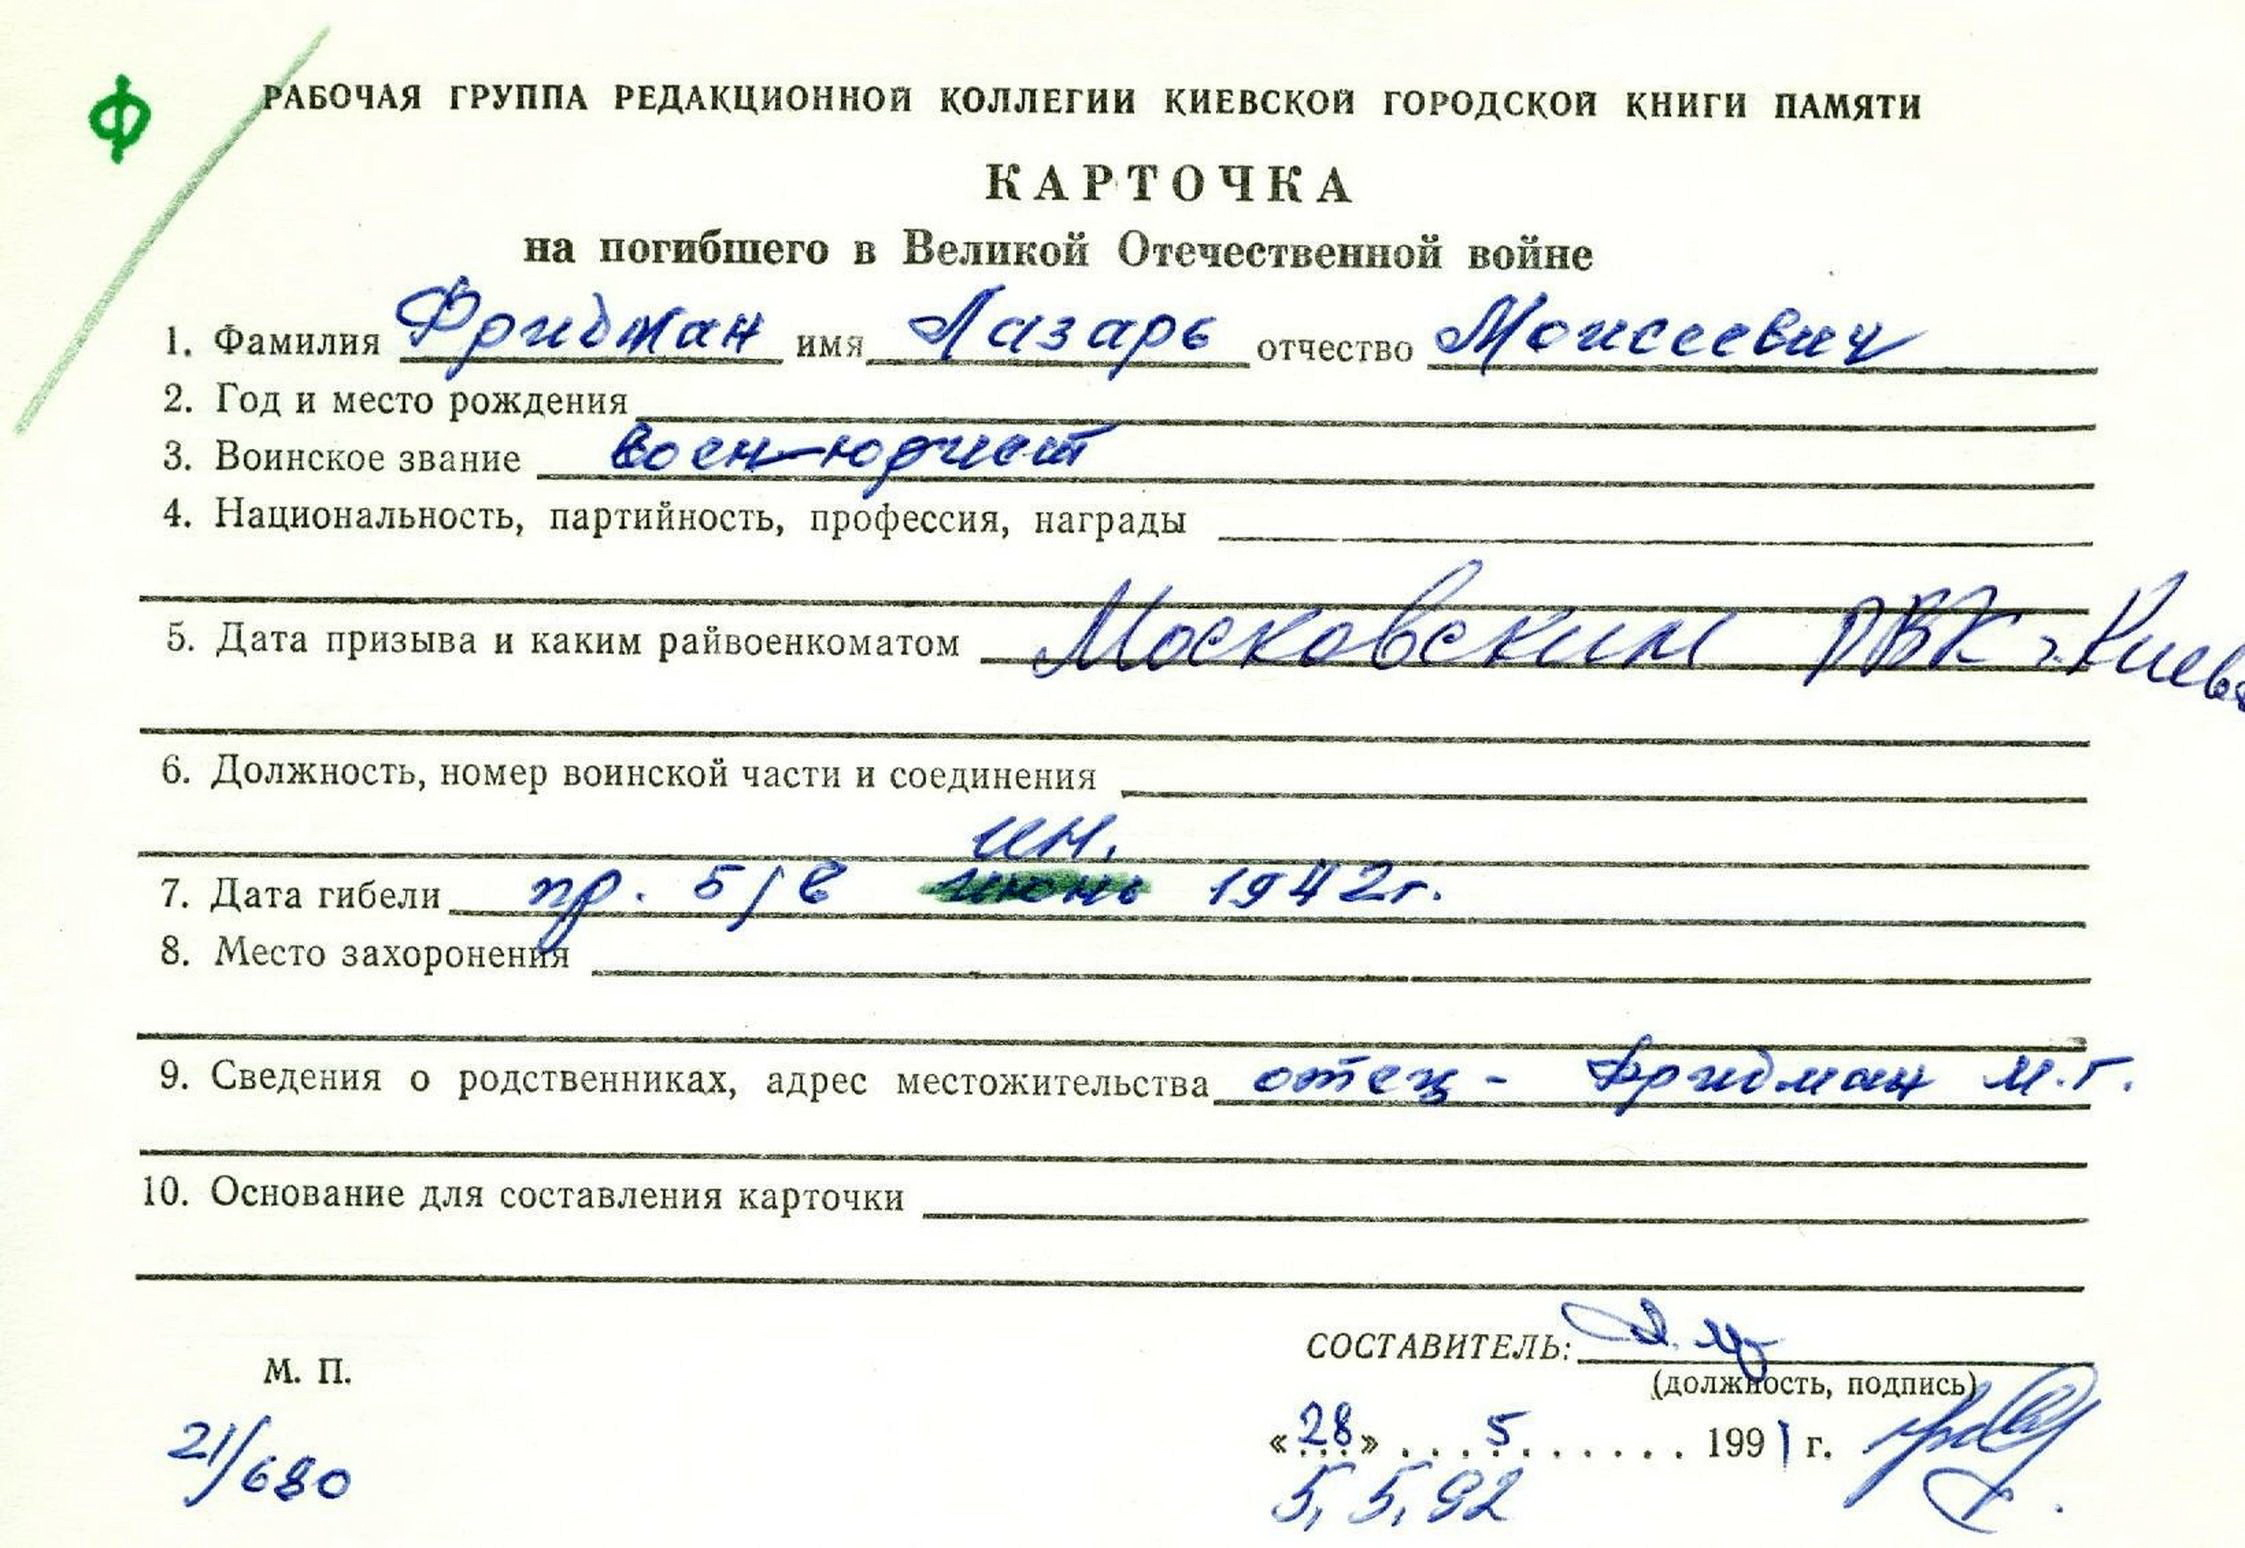 Ф
РАБОЧАЯ ГРУППА РЕДАКЦИОННОЙ КОЛЛЕГИИ КИЕВСКОЙ ГОРОДСКОЙ КНИГИ ПАМЯТИ
КАРТОЧКА
на погибшего в Великой Отечественной войне
1. Фамилия Фридман имя Лазарь отчество Моисеевич
2. Год и место рождения
3. Воинское звание воен-юрист
4. Национальность, партийность, профессия, награды
5. Дата призыва и каким райвоенкоматом Московским РВК г. Киева
6. Должность, номер воинской части и соединения
ин.
7. Дата гибели пр. б/в июнь 1942г.
8. Место захоронения
9. Сведения о родственниках, адрес местожительства отец - Фридман М.Г.
10. Основание для составления карточки
СОСТАВИТЕЛЬ:
М. П.
(должность, подпись)
21/680
«28» 5 1991 г.
5,5,92